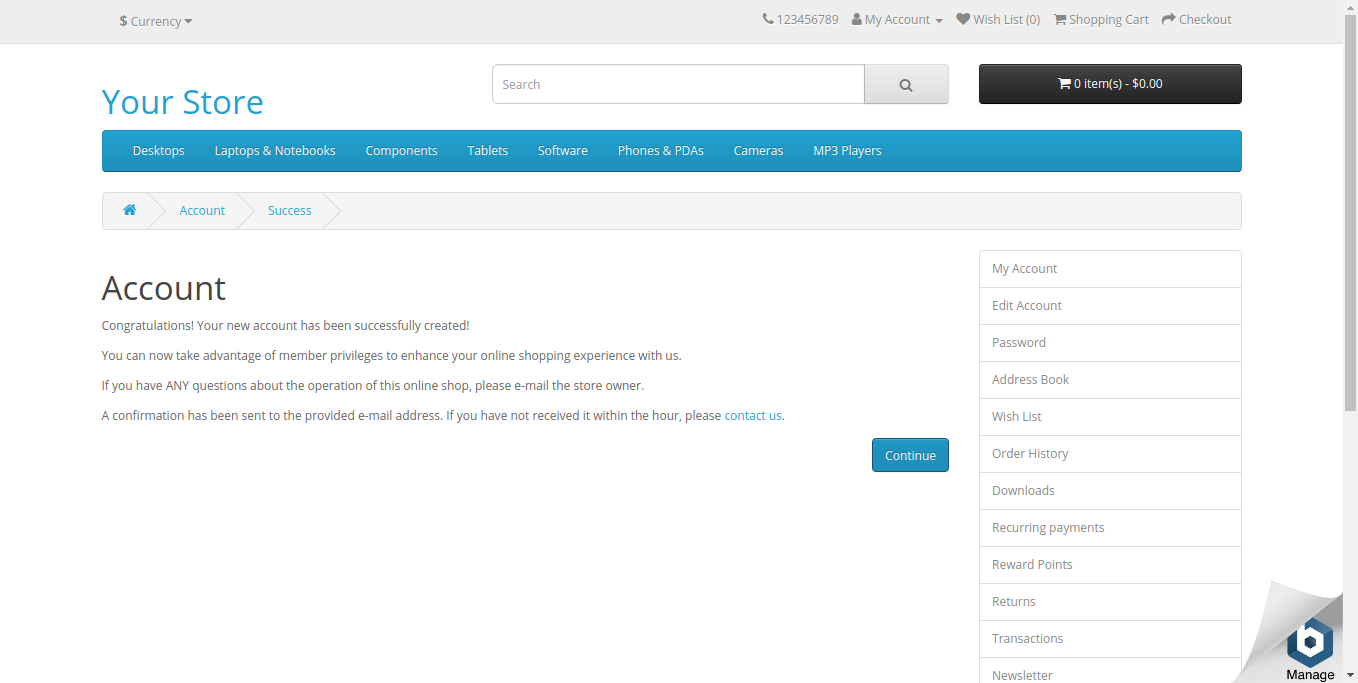 $ Currency
123456789 My Account Wish List (0) Shopping Cart Checkout
Your Store
Search
0 item(s) - $0.00
Desktops Laptops & Notebooks Components Tablets Software Phones & PDAs Cameras MP3 Players
Account Success
Account
Congratulations! Your new account has been successfully created!
You can now take advantage of member privileges to enhance your online shopping experience with us.
If you have ANY questions about the operation of this online shop, please e-mail the store owner.
A confirmation has been sent to the provided e-mail address. If you have not received it within the hour, please contact us.
Continue
My Account
Edit Account
Password
Address Book
Wish List
Order History
Downloads
Recurring payments
Reward Points
Returns
Transactions
Newsletter
Manage